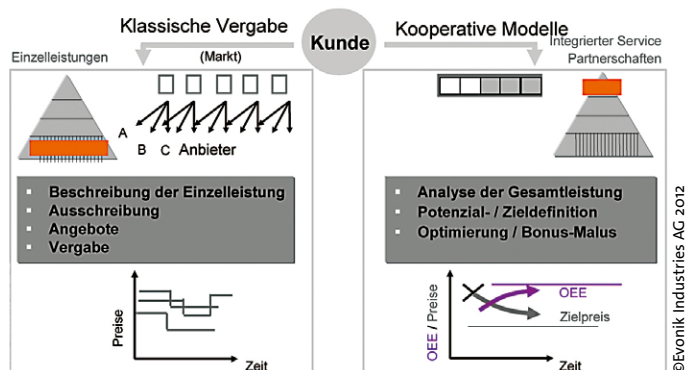 Klassische Vergabe
(Markt)
Kunde
Kooperative Modelle
Einzelleistungen
Integrierter Service
Partnerschaften
A
B
C
Anbieter
Beschreibung der Einzelleistung
Ausschreibung
Angebote
Vergabe
Analyse der Gesamtleistung
Potenzial- / Zieldefinition
Optimierung / Bonus-Malus
Preise
Zeit
OEE / Preise
OEE
Zielpreis
Zeit
©Evonik Industries AG 2012